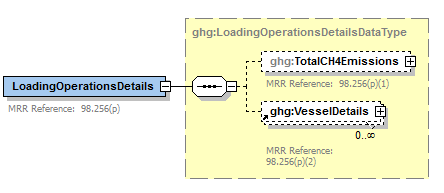 ghg:LoadingOperationsDetailsDataType
ghg:TotalCH4Emissions
MRR Reference: 98.256(p)(1)
LoadingOperationsDetails
MRR Reference: 98.256(p)
ghg:VesselDetails
0..∞
MRR Reference:
98.256(p)(2)